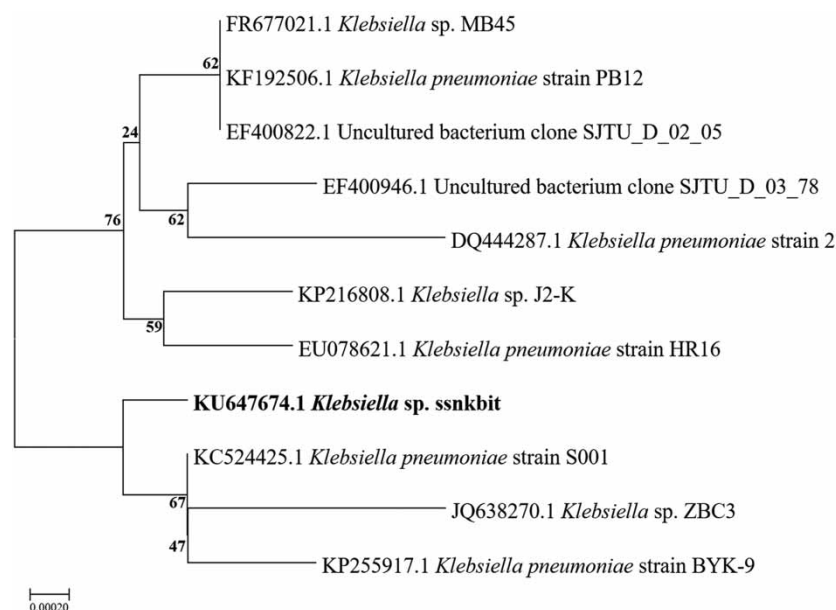 FR677021.1 Klebsiella sp. MB45
62
KF192506.1 Klebsiella pneumoniae strain PB12
24
EF400822.1 Uncultured bacterium clone SJTU_D_02_05
EF400946.1 Uncultured bacterium clone SJTU_D_03_78
76
62
DQ444287.1 Klebsiella pneumoniae strain 2
KP216808.1 Klebsiella sp. J2-K
59
EU078621.1 Klebsiella pneumoniae strain HR16
KU647674.1 Klebsiella sp. ssnkbit
KC524425.1 Klebsiella pneumoniae strain S001
67
JQ638270.1 Klebsiella sp. ZBC3
47
KP255917.1 Klebsiella pneumoniae strain BYK-9
0.00020